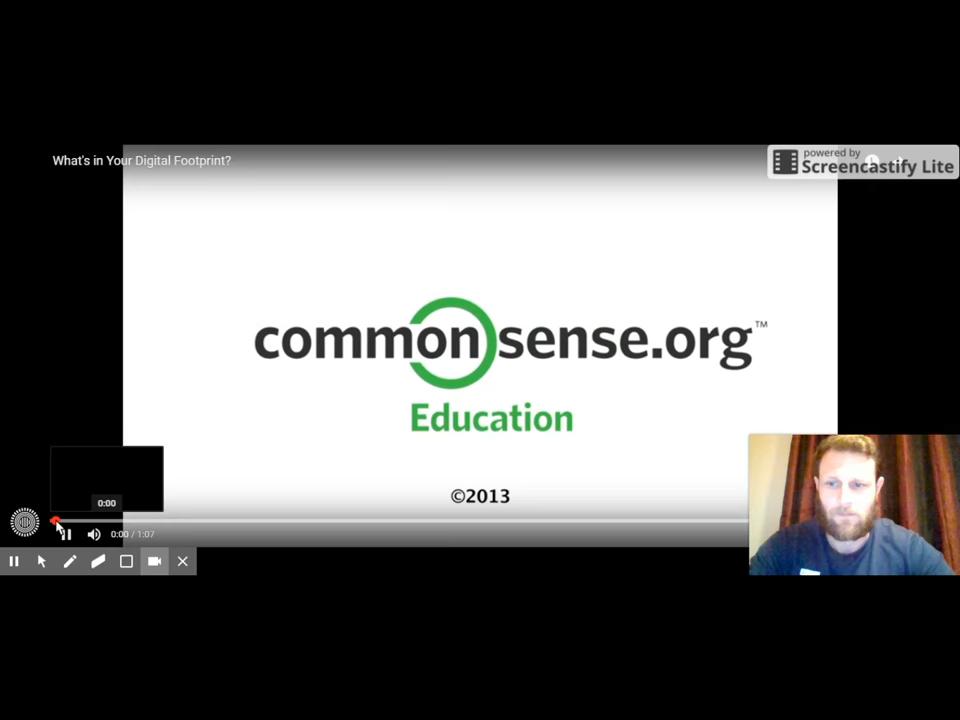 What's in Your Digital Footprint?
powered by
Screencastify Lite
commonsense.org™
Education
©2013
0:00
0:00 / 1:07